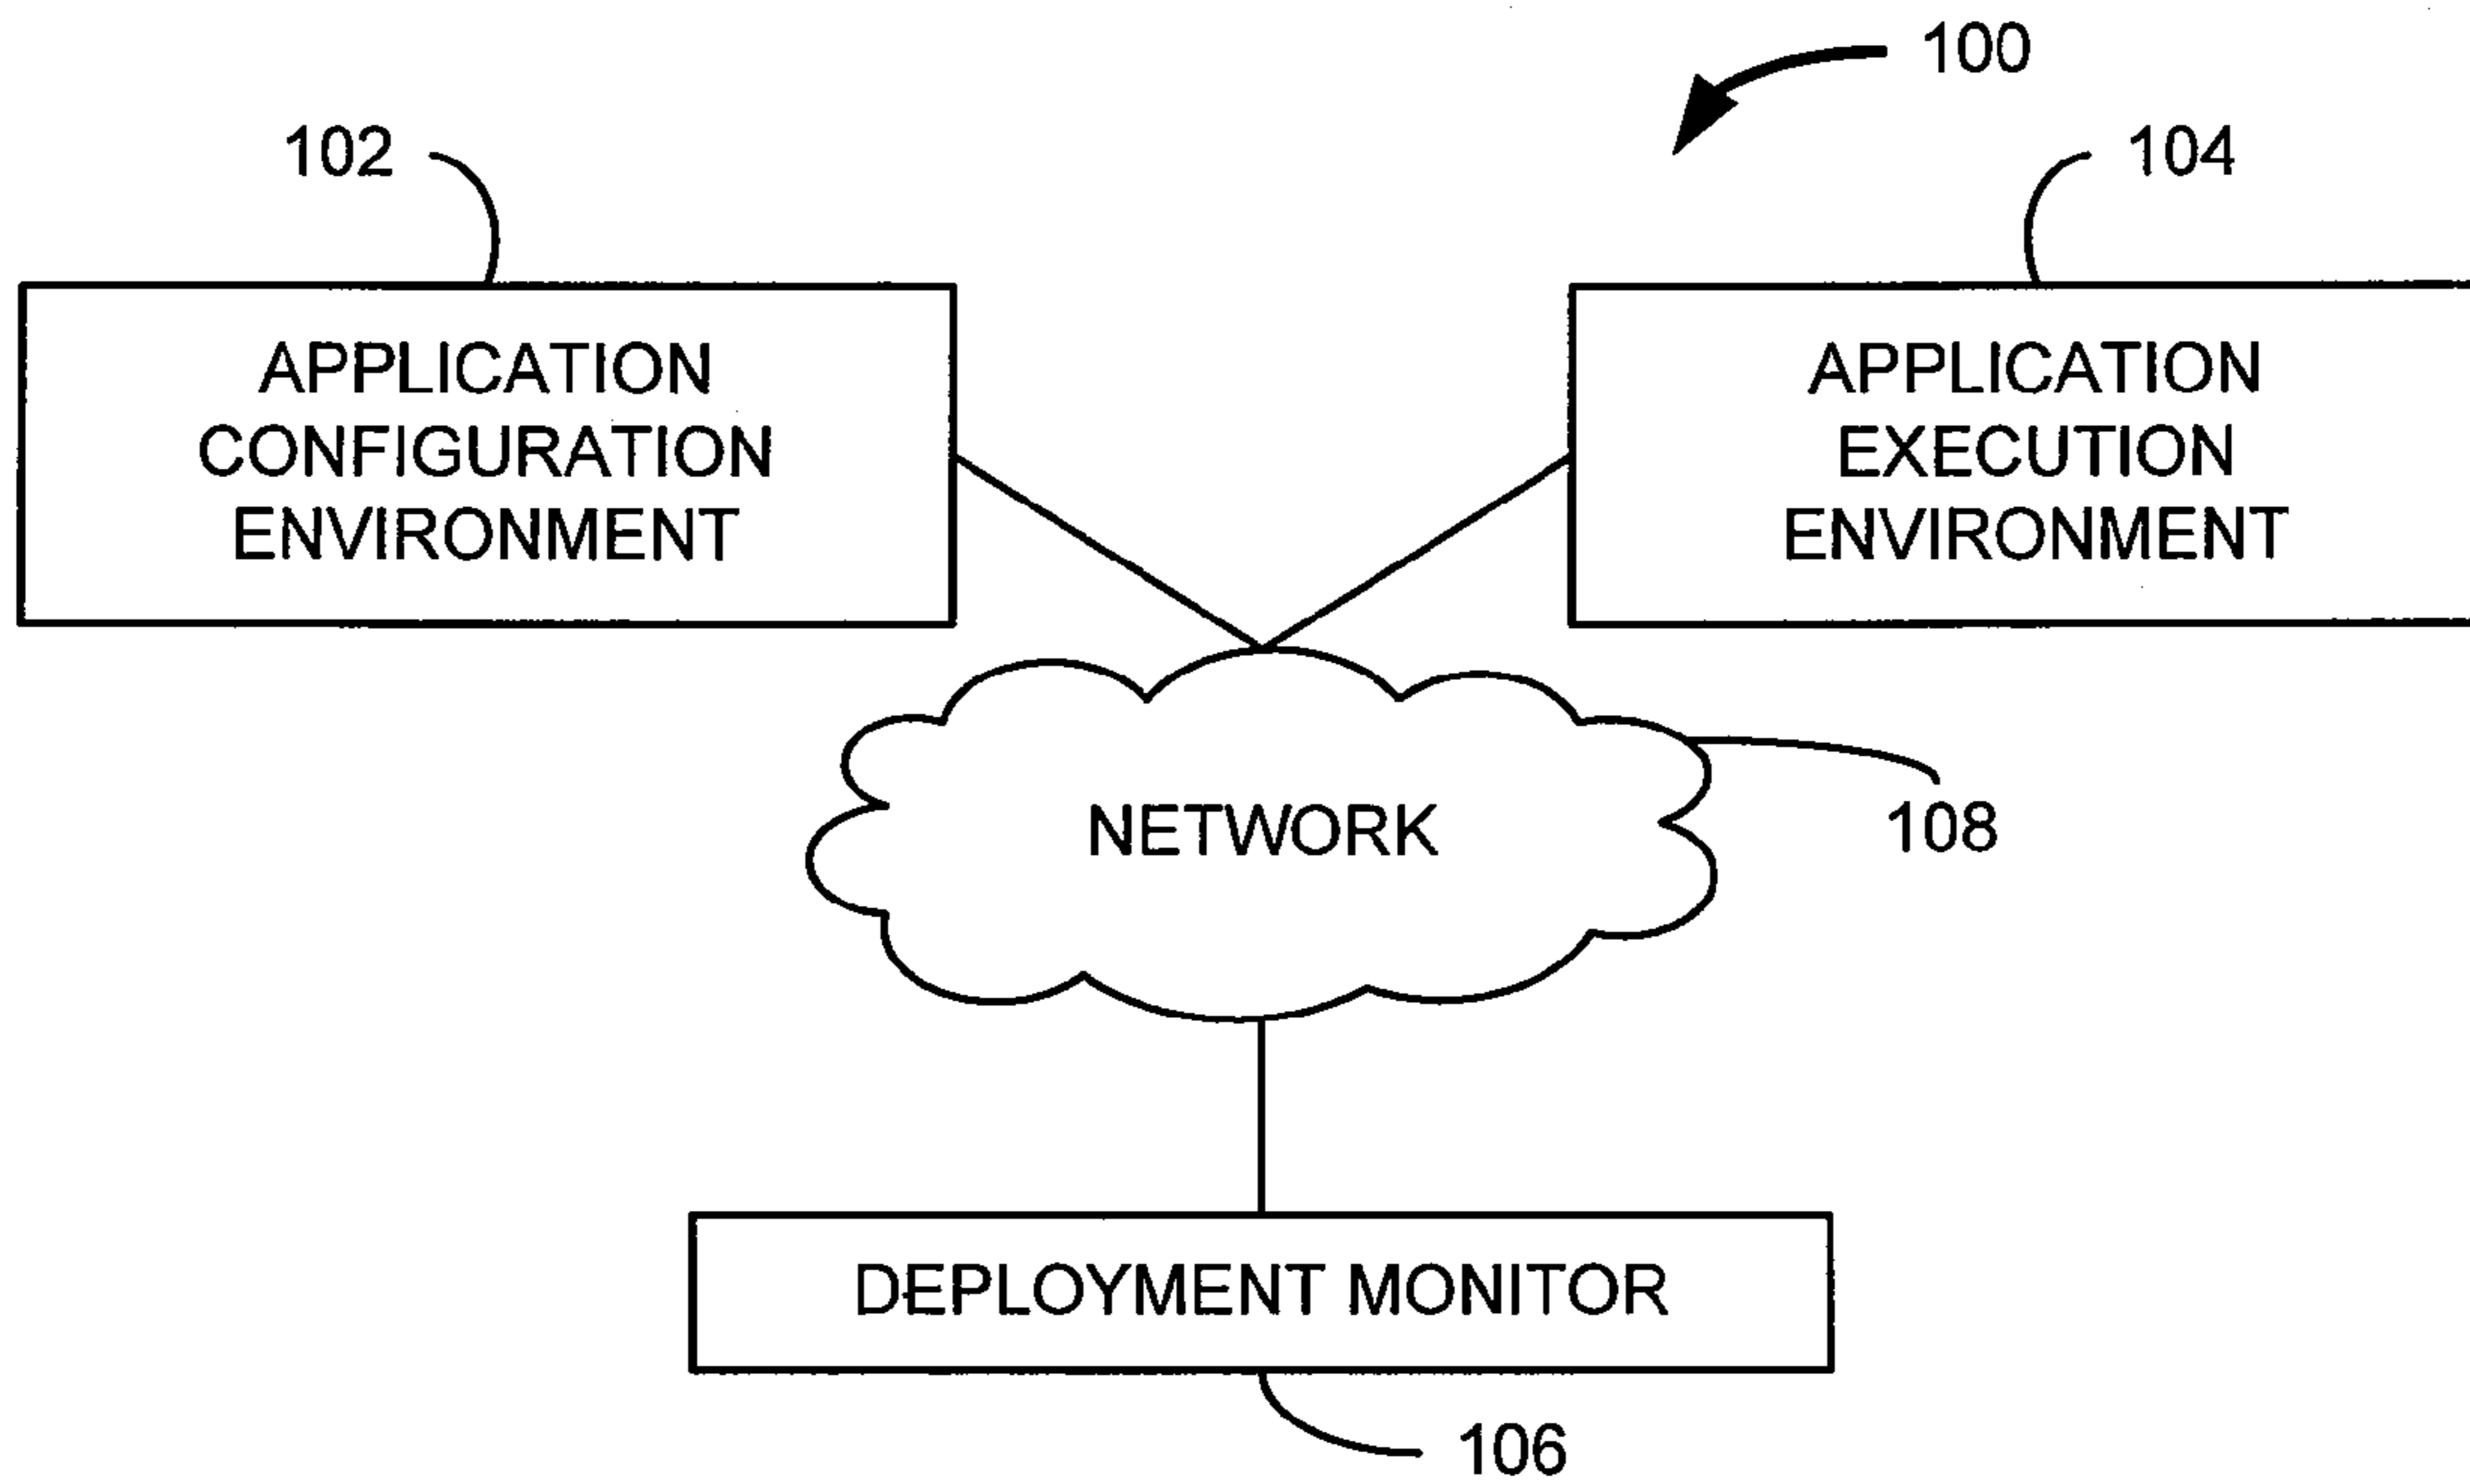 100
102
104
APPLICATION
CONFIGURATION
ENVIRONMENT
APPLICATION
EXECUTION
ENVIRONMENT
NETWORK
108
DEPLOYMENT MONITOR
106